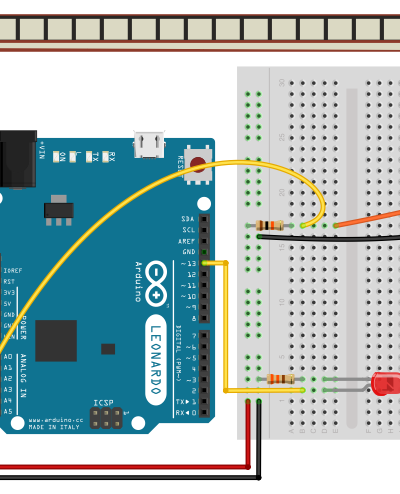 +VIN
ON
L
TX
RX
RESET
SDA
SCL
AREF
GND
~13
12
~11
~10
~9
8
7
~6
~5
4
~3
2
TX▶1
RX◀0
DIGITAL (PWM~)
Arduino
™
LEONARDO
IOREF
RST
3V3
5V
GND
GND
VIN
POWER
A0
A1
A2
A3
A4
A5
ANALOG IN
ICSP
www.arduino.cc
MADE IN ITALY